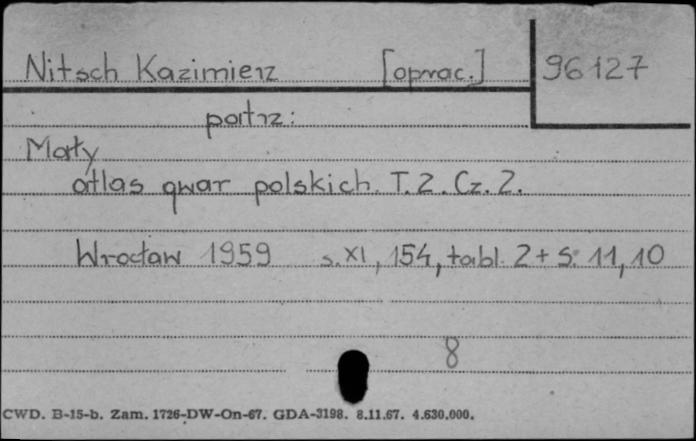 Nitsch Kazimierz [oprac.] 96127
patrz:
Mały
atlas gwar polskich. T. 2. Cz. 2.
Wrocław 1959 s. XI, 154, tabl. 2 + s. 11, 10
8
CWD. B-15-b. Zam. 1726-DW-On-67. GDA-3198. 8.11.67. 4.630.000.